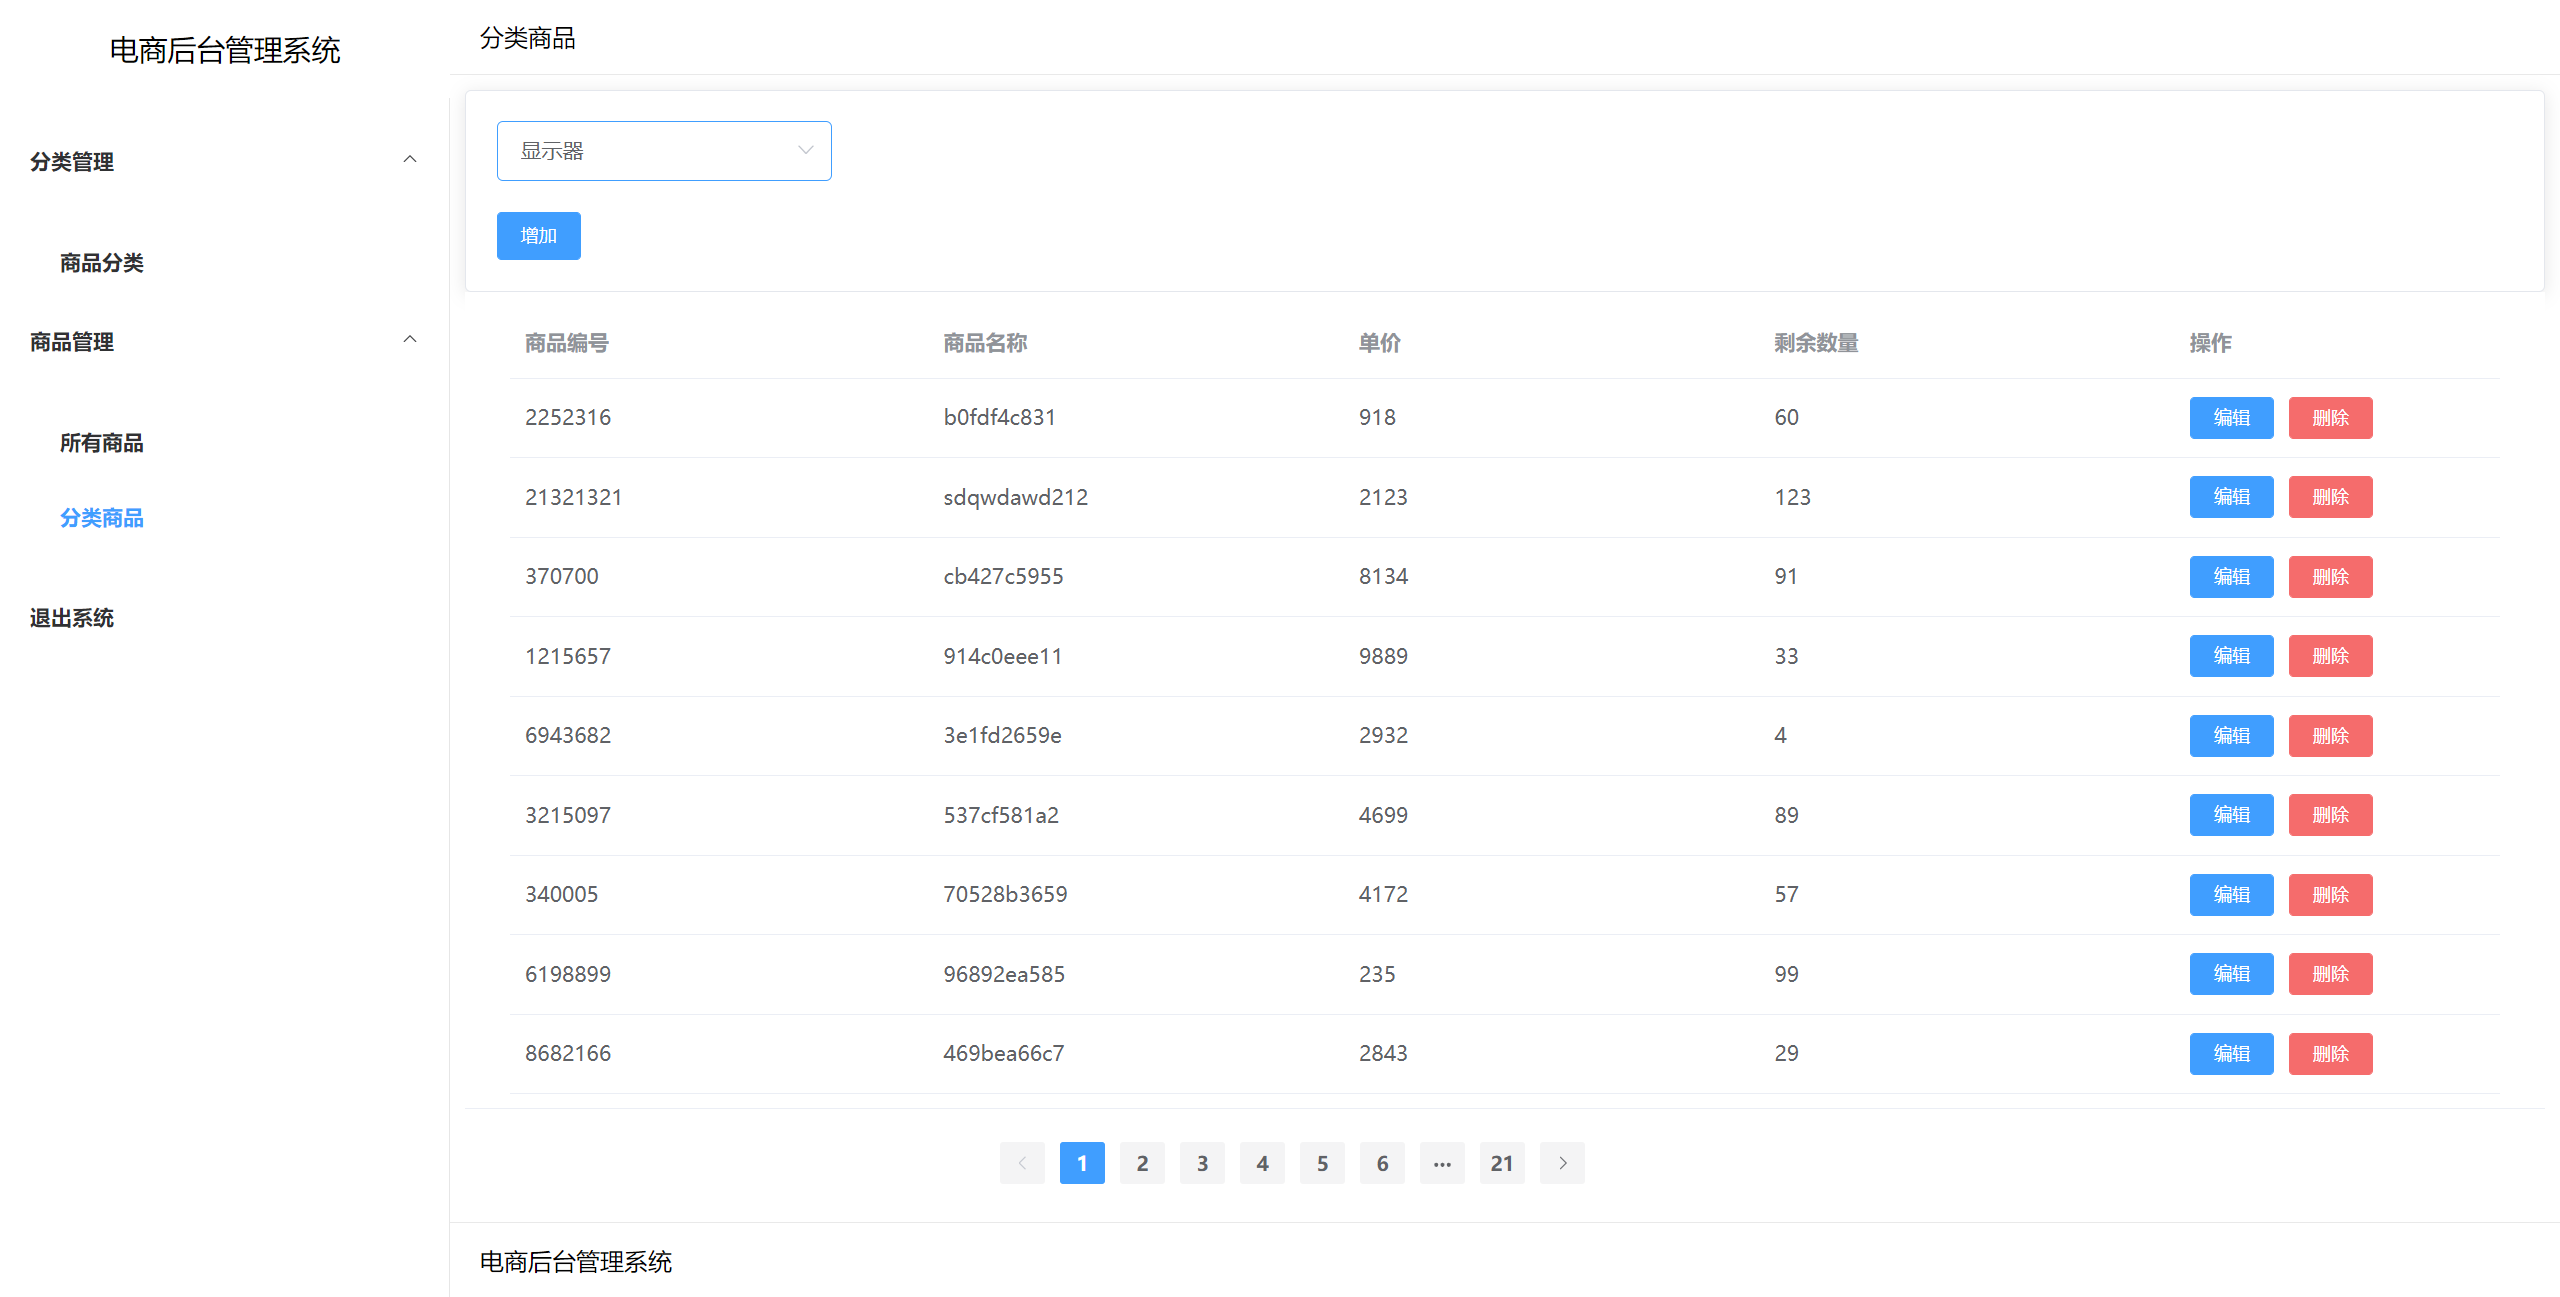 电商后台管理系统
分类管理
商品分类
商品管理
所有商品
分类商品
退出系统
分类商品
显示器
增加
商品编号 商品名称 单价 剩余数量 操作
2252316 b0fdf4c831 918 60 编辑 删除
21321321 sdqwdawd212 2123 123 编辑 删除
370700 cb427c5955 8134 91 编辑 删除
1215657 914c0eee11 9889 33 编辑 删除
6943682 3e1fd2659e 2932 4 编辑 删除
3215097 537cf581a2 4699 89 编辑 删除
340005 70528b3659 4172 57 编辑 删除
6198899 96892ea585 235 99 编辑 删除
8682166 469bea66c7 2843 29 编辑 删除
1 2 3 4 5 6 ... 21
电商后台管理系统